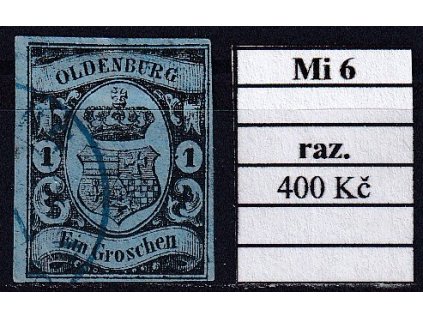 OLDENBURG
1 1
Ein Groschen
Mi 6
raz.
400 Kč